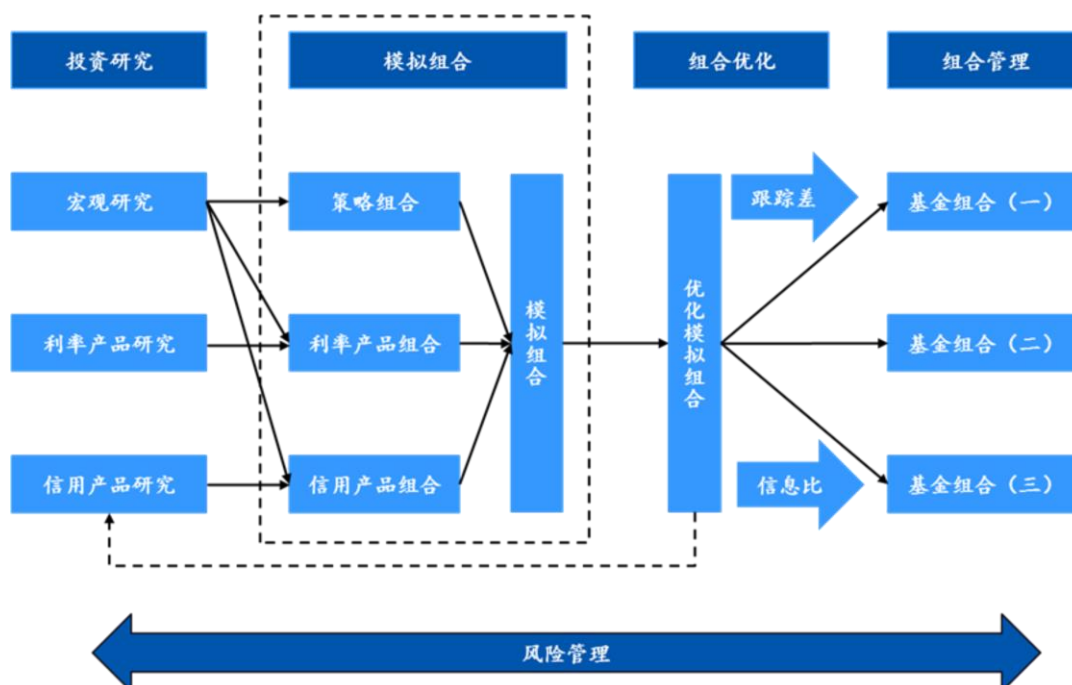 投资研究
模拟组合
组合优化
组合管理
宏观研究
策略组合
跟踪差
基金组合（一）
利率产品研究
利率产品组合
模拟组合
优化模拟组合
基金组合（二）
信用产品研究
信用产品组合
信息比
基金组合（三）
风险管理